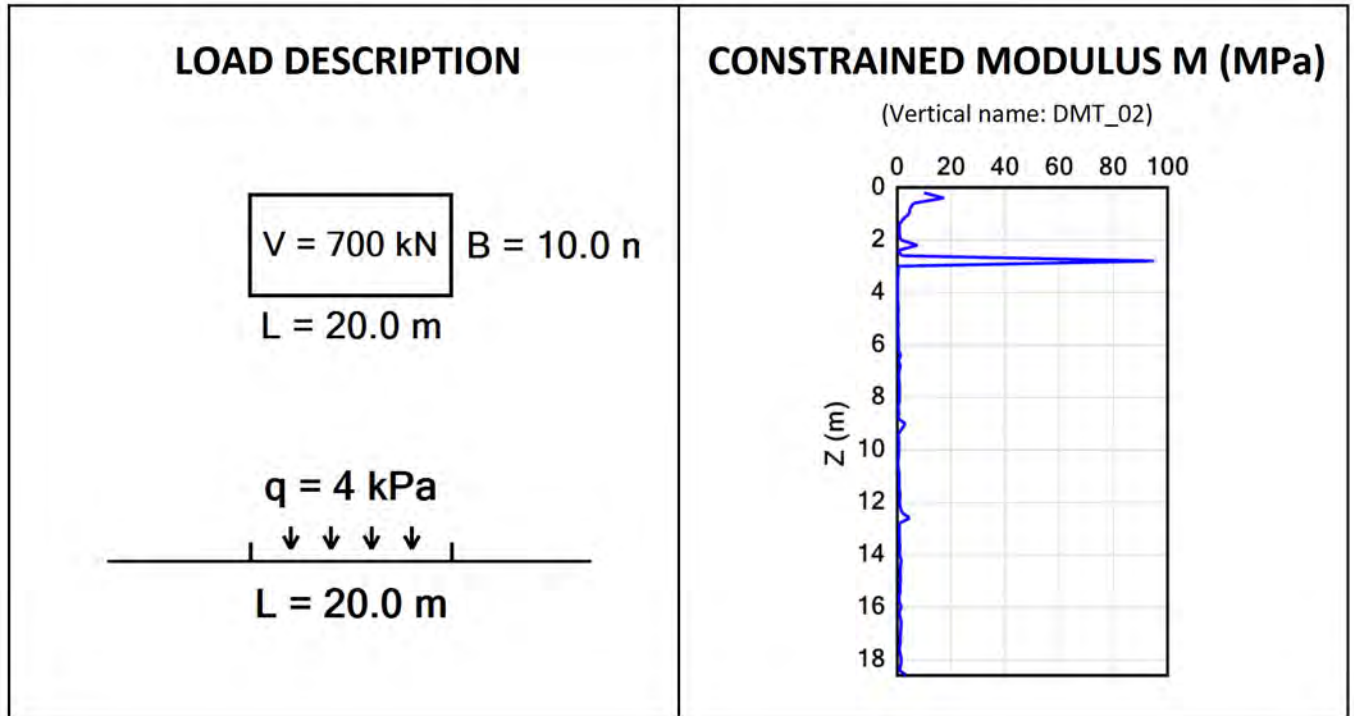 LOAD DESCRIPTION
V = 700 kN
B = 10.0 n
L = 20.0 m
q = 4 kPa
L = 20.0 m
CONSTRAINED MODULUS M (MPa)
(Vertical name: DMT_02)
0 20 40 60 80 100
0
2
4
6
8
10
12
14
16
18
Z (m)